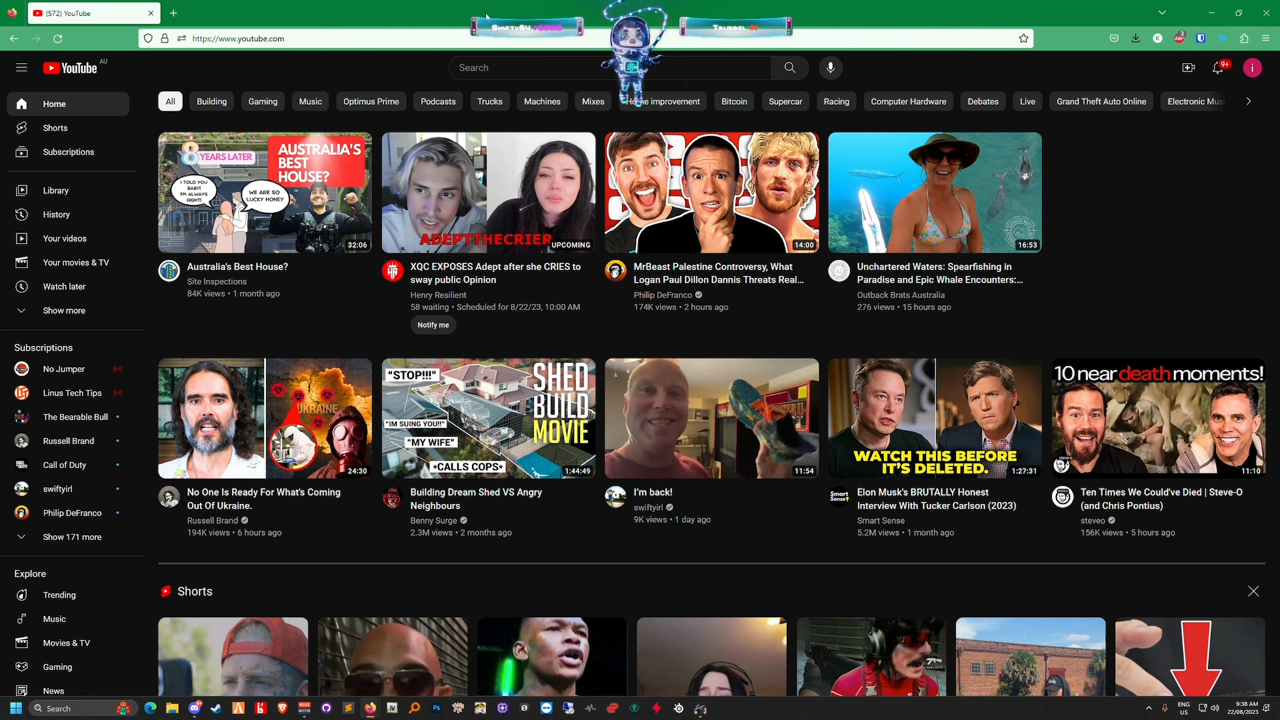 (572) YouTube
https://www.youtube.com
YouTube AU
Search
9+
i
Home
Shorts
Subscriptions
Library
History
Your videos
Your movies & TV
Watch later
Show more
Subscriptions
No Jumper
Linus Tech Tips
The Bearable Bull
Russell Brand
Call of Duty
swiftyirl
Philip DeFranco
Show 171 more
Explore
Trending
Music
Movies & TV
Gaming
News
All
Building
Gaming
Music
Optimus Prime
Podcasts
Trucks
Machines
Mixes
Home improvement
Bitcoin
Supercar
Racing
Computer Hardware
Debates
Live
Grand Theft Auto Online
Electronic Mus
8 YEARS LATER
AUSTRALIA'S
BEST
HOUSE?
WE ARE SO
LUCKY HONEY
32:06
Australia's Best House?
Site Inspections
84K views • 1 month ago
ADEPTTHECRIER
UPCOMING
XQC EXPOSES Adept after she CRIES to
sway public Opinion
Henry Resilient
58 waiting • Scheduled for 8/22/23, 10:00 AM
Notify me
14:00
MrBeast Palestine Controversy, What
Logan Paul Dillon Dannis Threats Real...
Philip DeFranco
174K views • 2 hours ago
16:53
Unchartered Waters: Spearfishing in
Paradise and Epic Whale Encounters:...
Outback Brats Australia
276 views • 15 hours ago
UKRAINE
24:30
No One Is Ready For What's Coming
Out Of Ukraine.
Russell Brand
194K views • 6 hours ago
"STOP!!!"
"IM SUING YOU!!"
"MY WIFE"
*CALLS COPS*
SHED
BUILD
MOVIE
1:44:49
Building Dream Shed VS Angry
Neighbours
Benny Surge
2.3M views • 2 months ago
11:54
I'm back!
swiftyirl
9K views • 1 day ago
WATCH THIS BEFORE
IT'S DELETED.
1:27:31
Smart
Sense
Elon Musk's BRUTALLY Honest
Interview With Tucker Carlson (2023)
Smart Sense
5.2M views • 1 month ago
10 near death moments!
steveo
11:10
Ten Times We Could've Died | Steve-O
(and Chris Pontius)
steveo
156K views • 5 hours ago
Shorts
Search
ENG
US
9:38 AM
22/08/2023